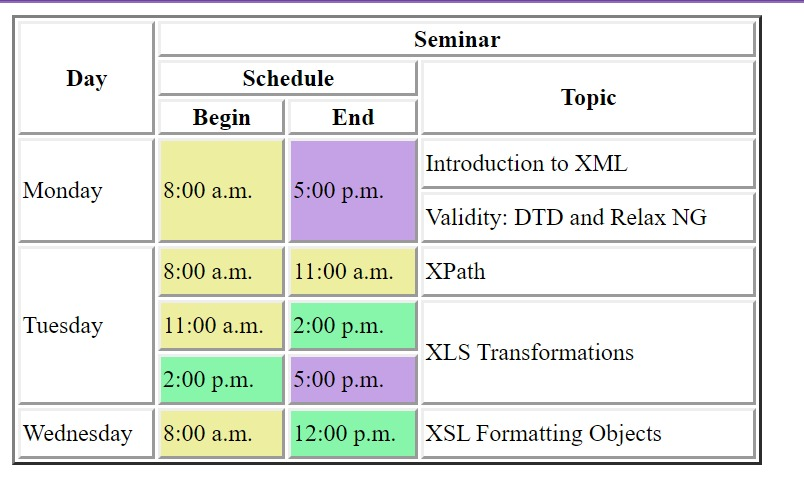 Seminar
Day
Schedule
Topic
Begin
End
Monday
8:00 a.m.
5:00 p.m.
Introduction to XML
Validity: DTD and Relax NG
Tuesday
8:00 a.m.
11:00 a.m.
XPath
11:00 a.m.
2:00 p.m.
XLS Transformations
2:00 p.m.
5:00 p.m.
Wednesday
8:00 a.m.
12:00 p.m.
XSL Formatting Objects